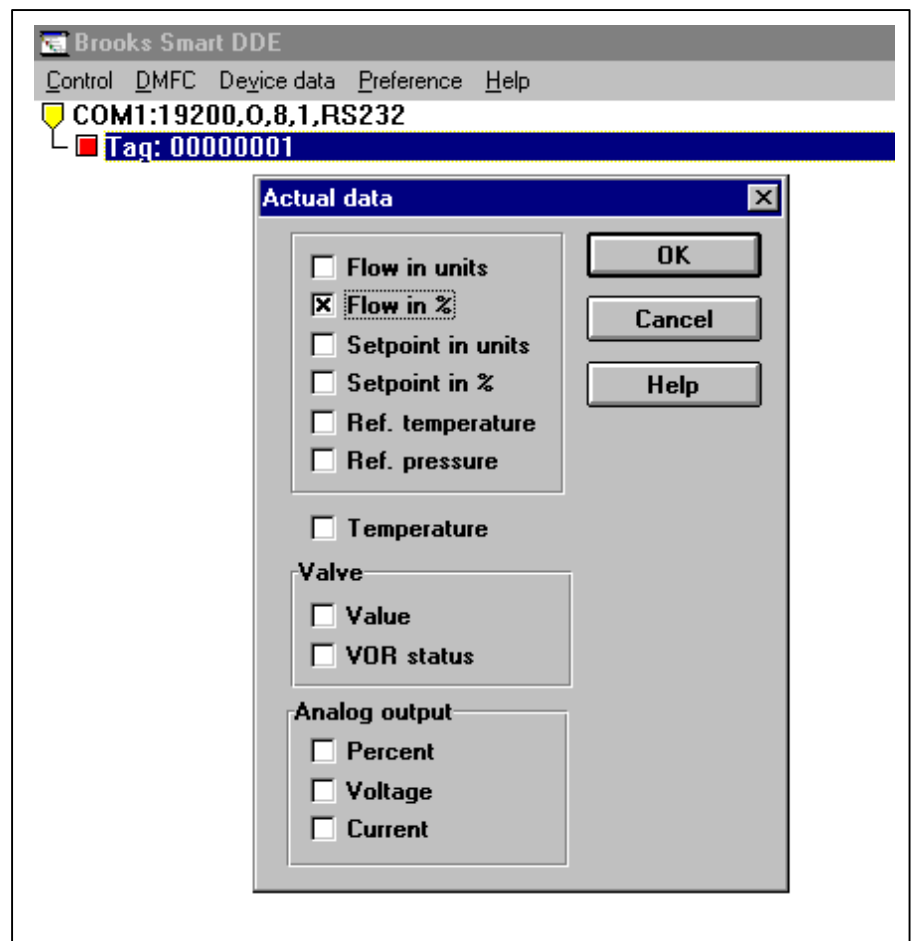 Brooks Smart DDE
Control DMFC Device data Preference Help
COM1:19200,O,8,1,RS232
Tag: 00000001
Actual data
Flow in units
Flow in %
Setpoint in units
Setpoint in %
Ref. temperature
Ref. pressure
OK
Cancel
Help
Temperature
Valve
Value
VOR status
Analog output
Percent
Voltage
Current